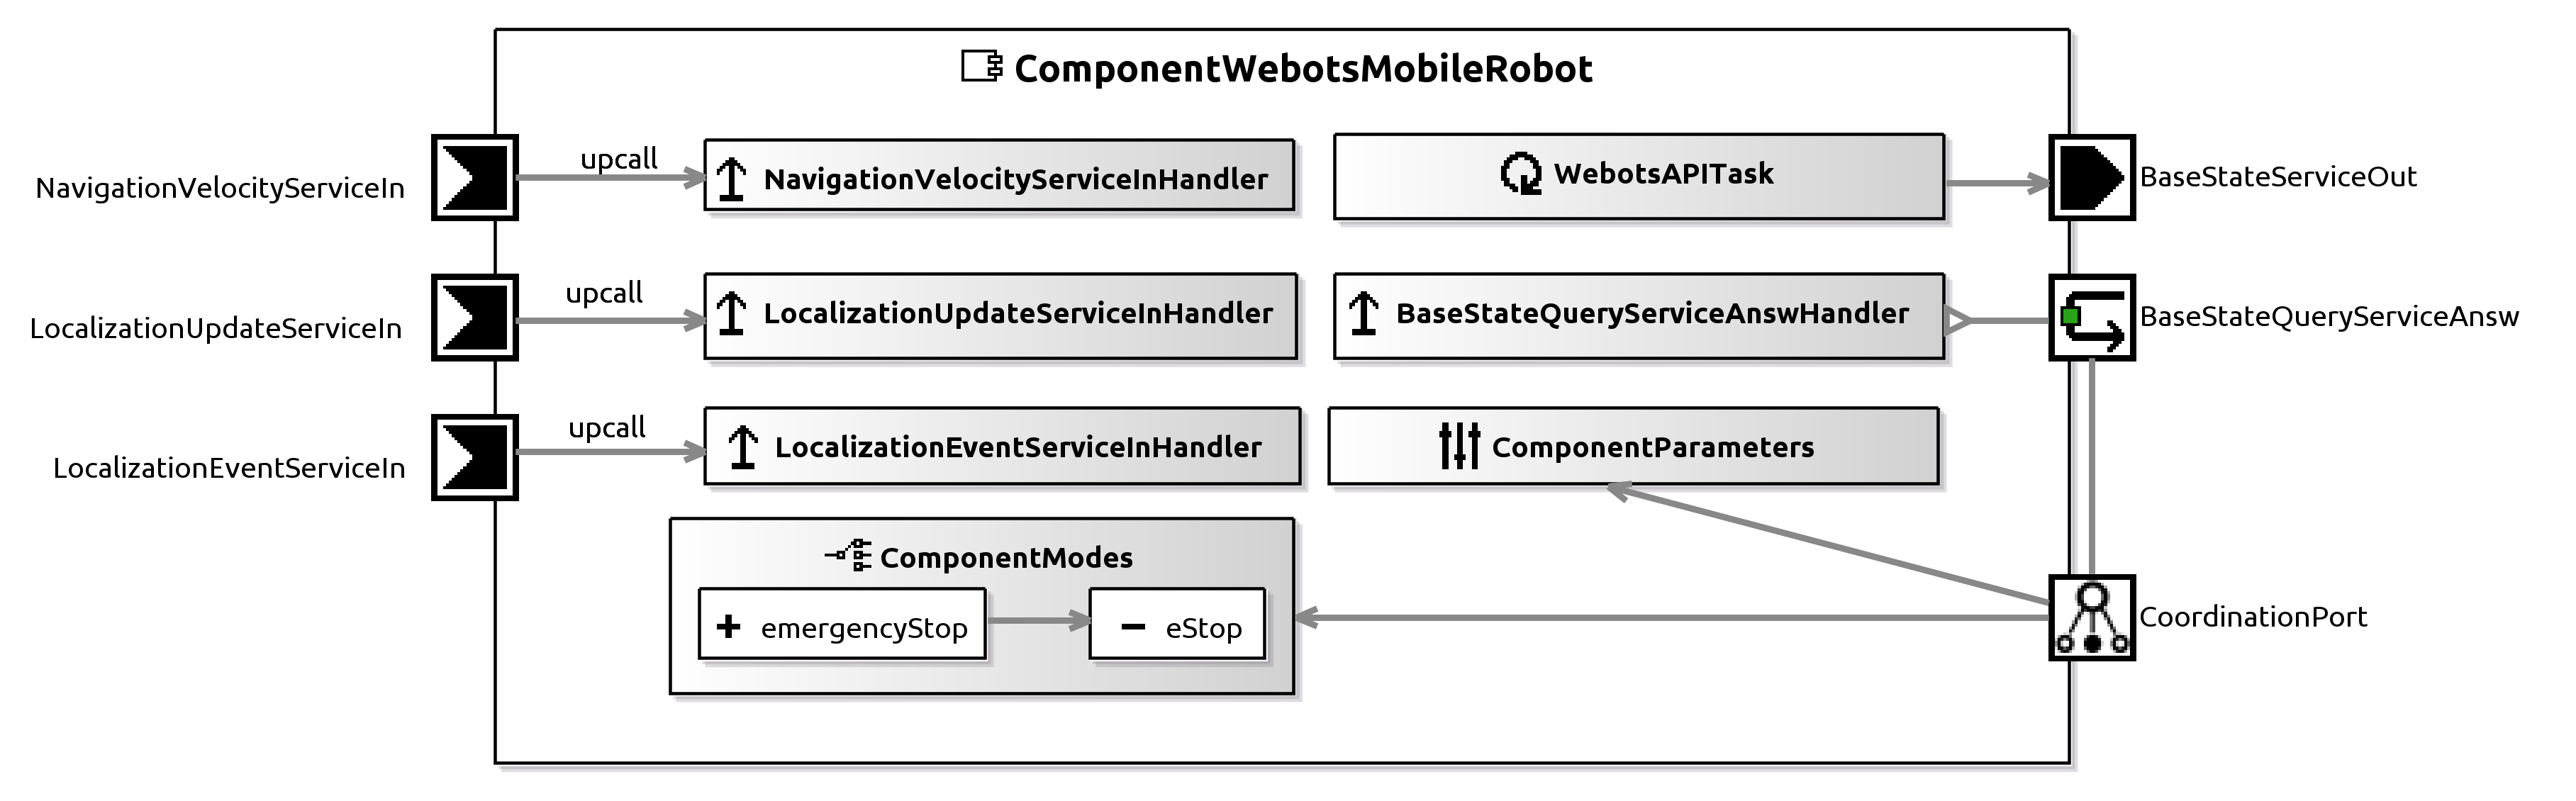 ComponentWebotsMobileRobot
NavigationVelocityServiceIn
upcall
NavigationVelocityServiceInHandler
WebotsAPITask
BaseStateServiceOut
LocalizationUpdateServiceIn
upcall
LocalizationUpdateServiceInHandler
BaseStateQueryServiceAnswHandler
BaseStateQueryServiceAnsw
LocalizationEventServiceIn
upcall
LocalizationEventServiceInHandler
ComponentParameters
ComponentModes
emergencyStop
eStop
CoordinationPort